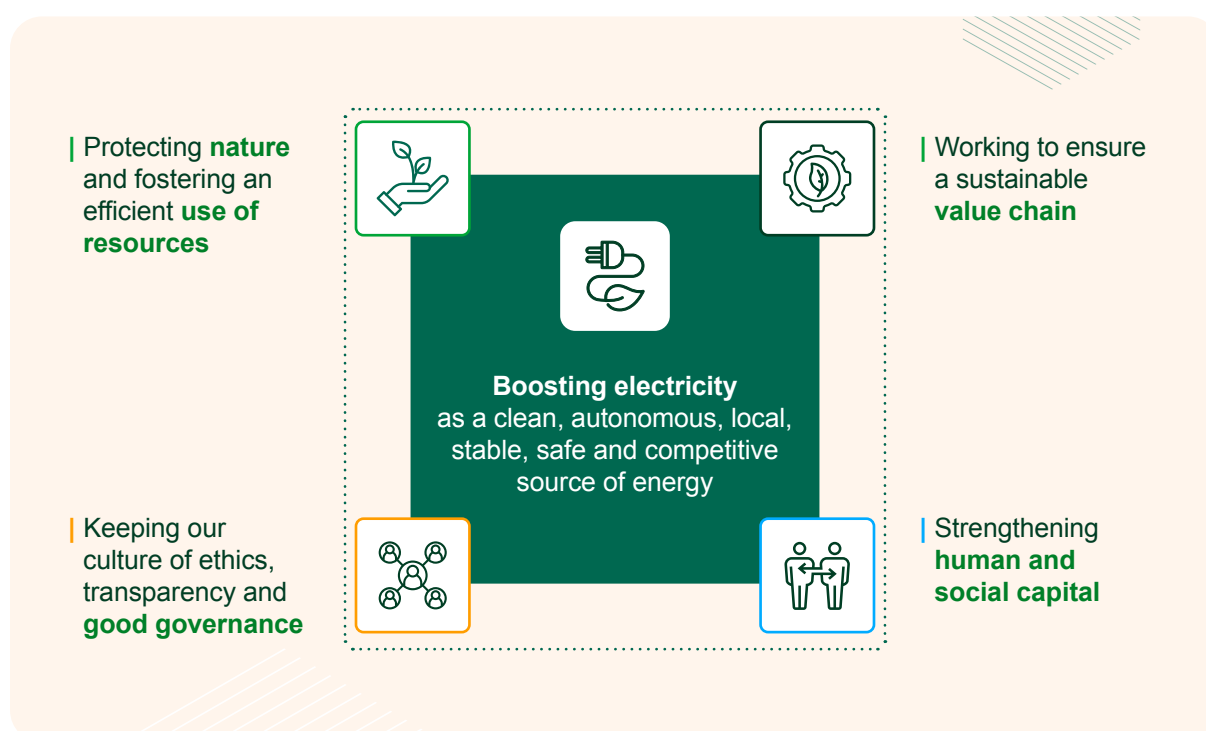 Protecting nature
and fostering an
efficient use of
resources
Working to ensure
a sustainable
value chain
Boosting electricity
as a clean, autonomous, local,
stable, safe and competitive
source of energy
Keeping our
culture of ethics,
transparency and
good governance
Strengthening
human and
social capital